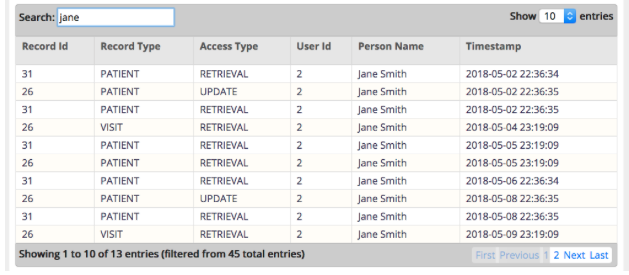 Search: jane Show 10 entries
Record Id Record Type Access Type User Id Person Name Timestamp
31 PATIENT RETRIEVAL 2 Jane Smith 2018-05-02 22:36:34
26 PATIENT UPDATE 2 Jane Smith 2018-05-02 22:36:35
31 PATIENT RETRIEVAL 2 Jane Smith 2018-05-02 22:36:35
26 VISIT RETRIEVAL 2 Jane Smith 2018-05-04 23:19:09
31 PATIENT RETRIEVAL 2 Jane Smith 2018-05-05 23:19:09
26 PATIENT RETRIEVAL 2 Jane Smith 2018-05-05 23:19:09
31 PATIENT RETRIEVAL 2 Jane Smith 2018-05-06 22:36:34
26 PATIENT UPDATE 2 Jane Smith 2018-05-08 22:36:35
31 PATIENT RETRIEVAL 2 Jane Smith 2018-05-08 22:36:35
26 VISIT RETRIEVAL 2 Jane Smith 2018-05-09 23:19:09
Showing 1 to 10 of 13 entries (filtered from 45 total entries) First Previous 1 2 Next Last